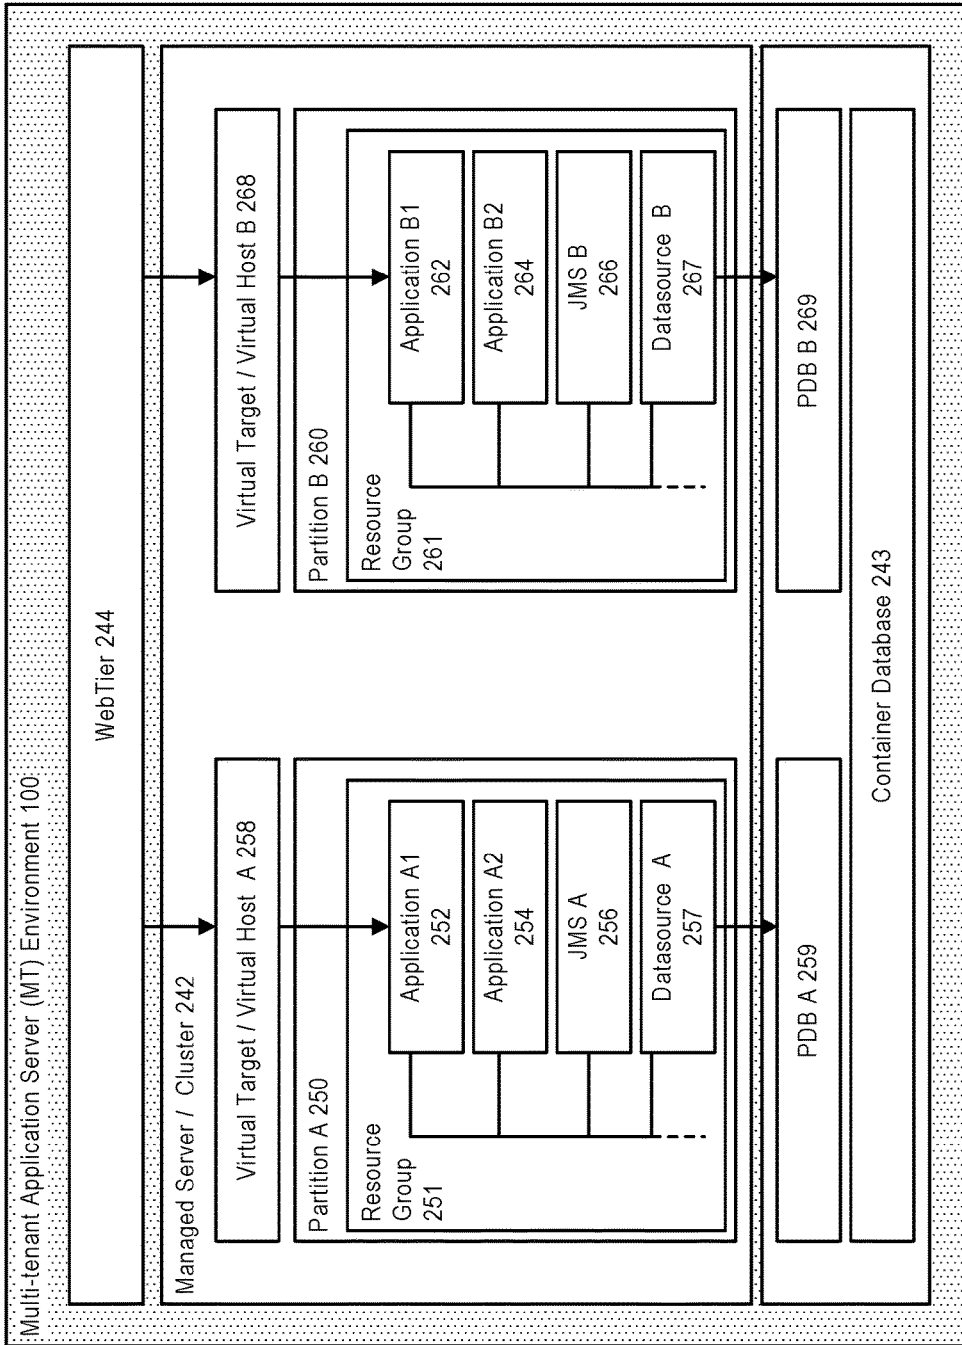 Multi-tenant Application Server (MT) Environment 100
WebTier 244
Managed Server / Cluster 242
Virtual Target / Virtual Host A 258
Partition A 250
Resource
Group
251
Application A1
252
Application A2
254
JMS A
256
Datasource A
257
Virtual Target / Virtual Host B 268
Partition B 260
Resource
Group
261
Application B1
262
Application B2
264
JMS B
266
Datasource B
267
PDB A 259
PDB B 269
Container Database 243